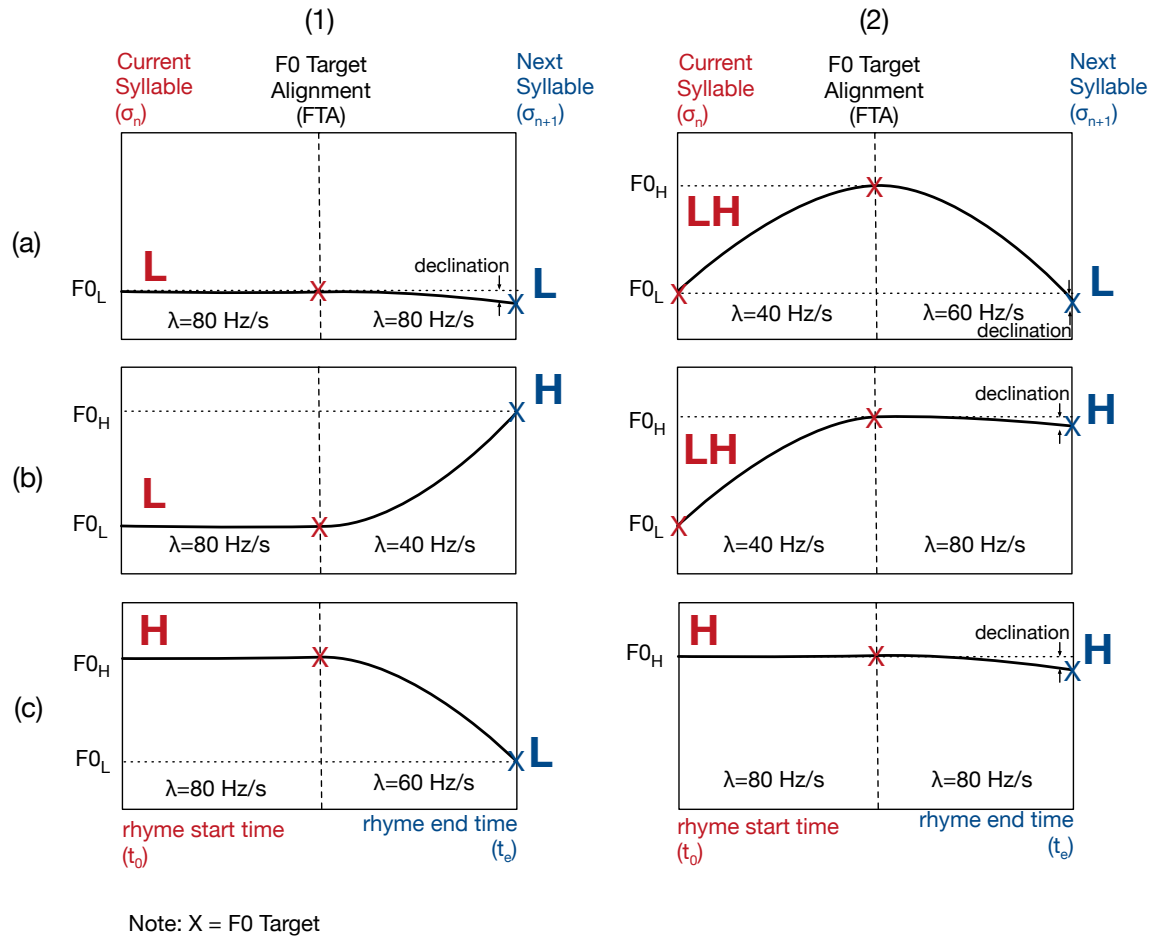 (1)
(2)
Current
Syllable
(σn)
F0 Target
Alignment
(FTA)
Next
Syllable
(σn+1)
Current
Syllable
(σn)
F0 Target
Alignment
(FTA)
Next
Syllable
(σn+1)
(a)
L
F0L
declination
L
λ=80 Hz/s
λ=80 Hz/s
F0H
LH
F0L
L
λ=40 Hz/s
λ=60 Hz/s
declination
(b)
H
F0H
L
F0L
λ=80 Hz/s
λ=40 Hz/s
declination
H
F0H
LH
F0L
λ=40 Hz/s
λ=80 Hz/s
(c)
H
F0H
F0L
L
λ=80 Hz/s
λ=60 Hz/s
H
declination
F0H
H
λ=80 Hz/s
λ=80 Hz/s
rhyme start time
(t0)
rhyme end time
(te)
rhyme start time
(t0)
rhyme end time
(te)
Note: X = F0 Target